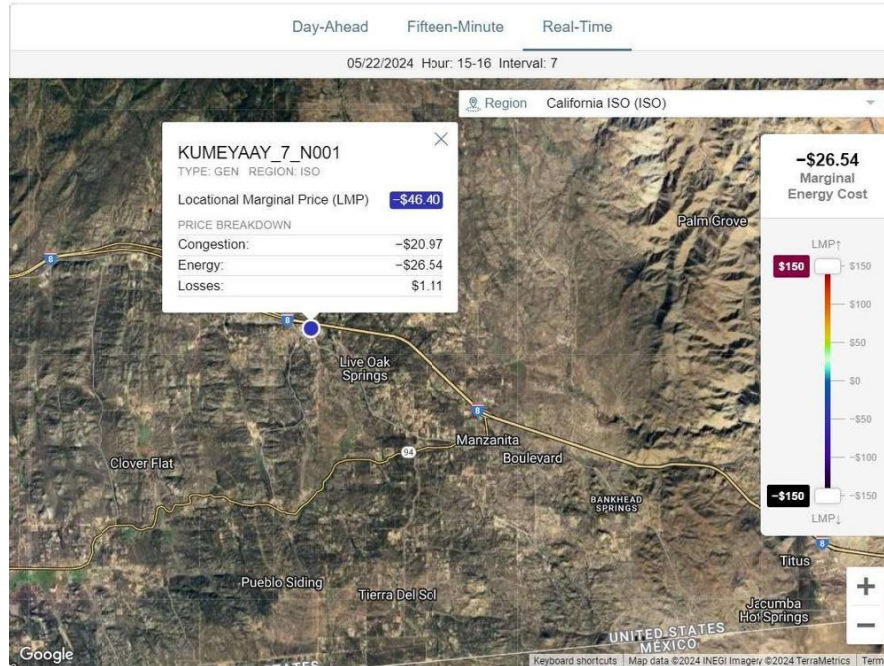 Day-Ahead Fifteen-Minute Real-Time
05/22/2024 Hour: 15-16 Interval: 7
Region California ISO (ISO)
KUMEYAAY_7_N001
TYPE: GEN REGION: ISO
Locational Marginal Price (LMP) −$46.40
PRICE BREAKDOWN
Congestion: −$20.97
Energy: −$26.54
Losses: $1.11
−$26.54
Marginal
Energy Cost
LMP↑
$150 $150
$100
$50
$0
−$50
−$100
−$150 −$150
LMP↓
Palm Grove
8
8
Live Oak
Springs
8
Manzanita
94
Boulevard
Clover Flat
BANKHEAD
SPRINGS
8
Titus
Pueblo Siding
Tierra Del Sol
Jacumba
Hot Springs
+
−
UNITED STATES
MÉXICO
Google
Keyboard shortcuts Map data ©2024 INEGI Imagery ©2024 TerraMetrics Term